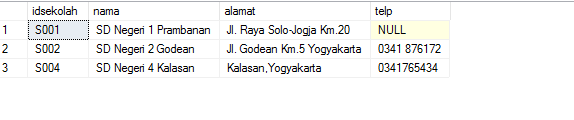 idsekolah nama alamat telp
1 S001 SD Negeri 1 Prambanan Jl. Raya Solo-Jogja Km.20 NULL
2 S002 SD Negeri 2 Godean Jl. Godean Km.5 Yogyakarta 0341 876172
3 S004 SD Negeri 4 Kalasan Kalasan,Yogyakarta 0341765434